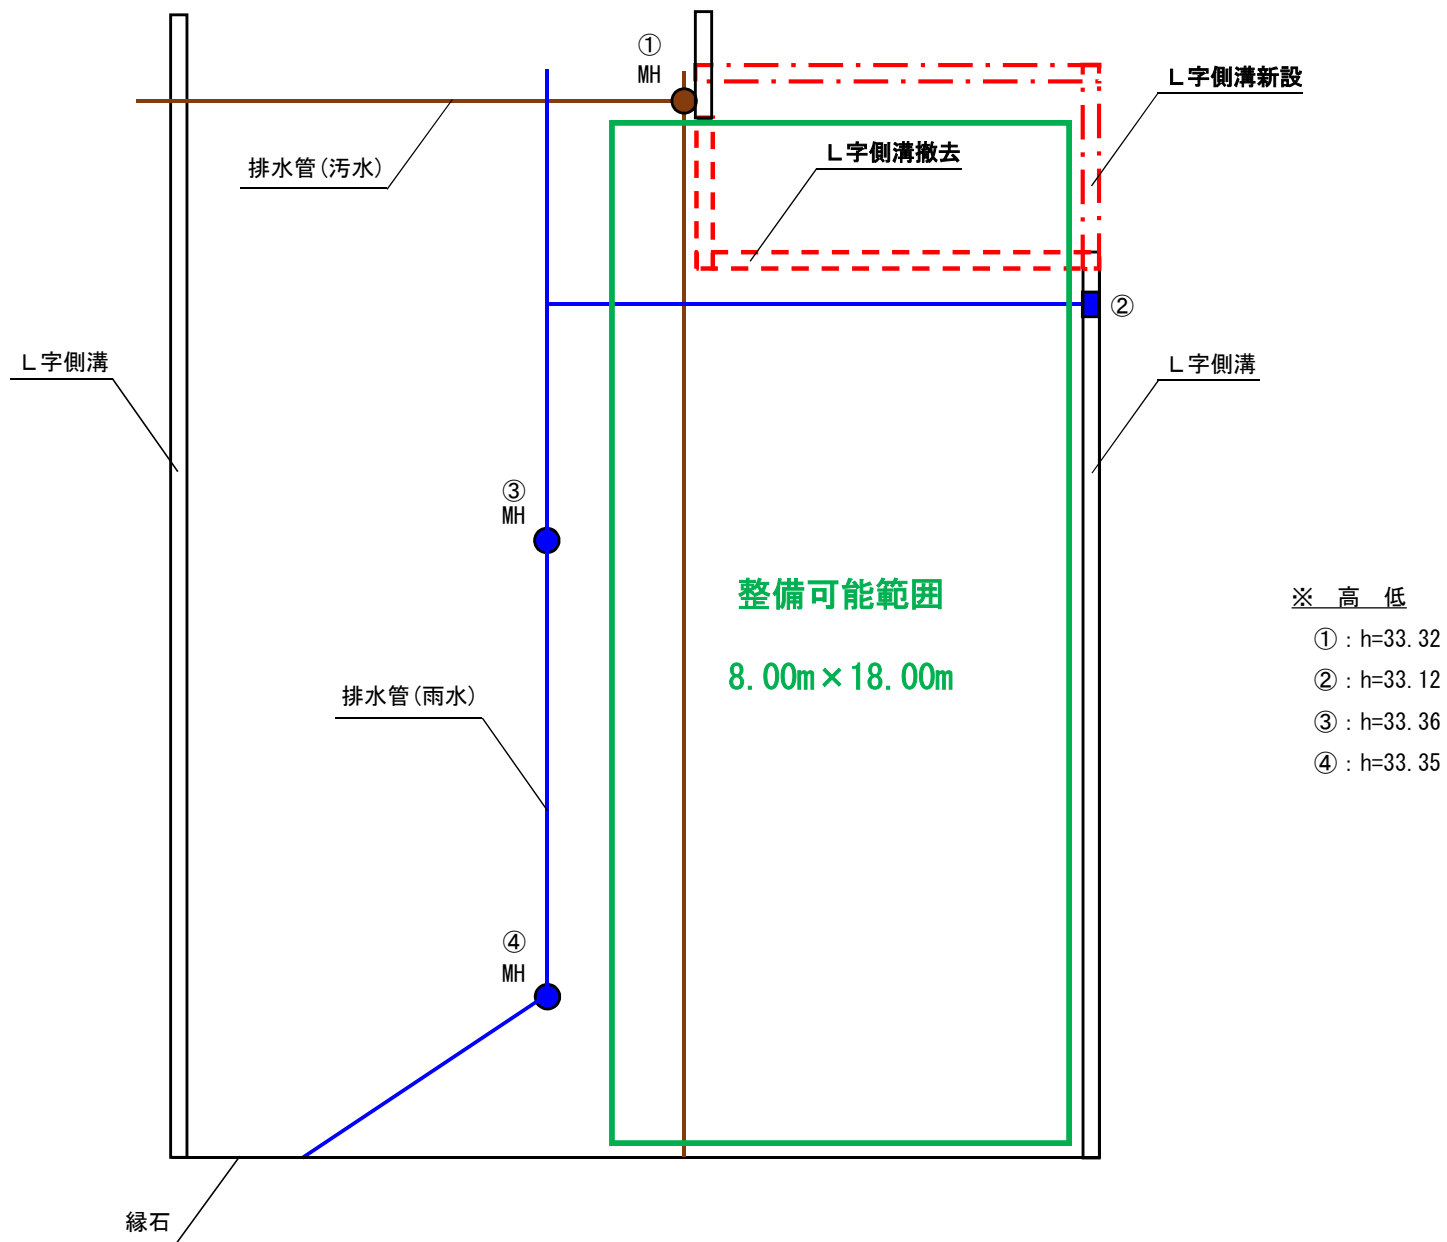 ①
MH
Ｌ字側溝新設
排水管(汚水)
Ｌ字側溝撤去
②
Ｌ字側溝
Ｌ字側溝
③
MH
整備可能範囲
8.00m×18.00m
※ 高 低
①：h=33.32
②：h=33.12
③：h=33.36
④：h=33.35
排水管(雨水)
④
MH
縁石